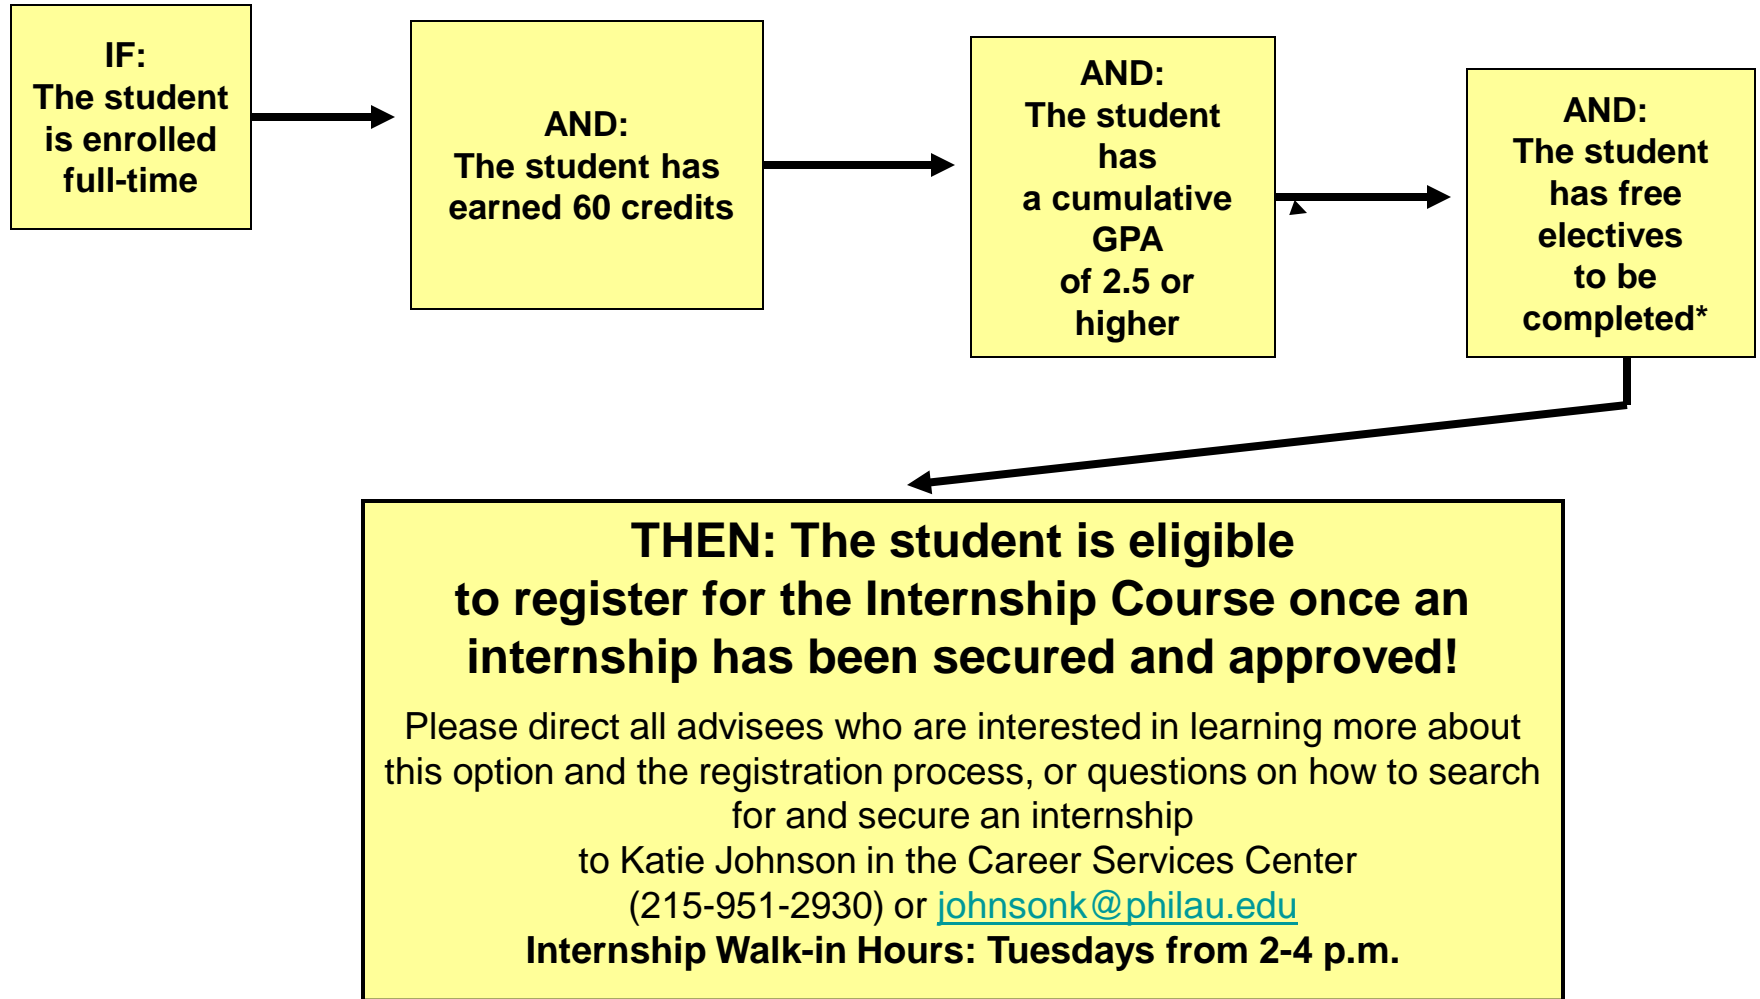 IF:
The student
is enrolled
full-time
AND:
The student has
earned 60 credits
AND:
The student
has
a cumulative
GPA
of 2.5 or
higher
AND:
The student
has free
electives
to be
completed*
THEN: The student is eligible
to register for the Internship Course once an
internship has been secured and approved!
Please direct all advisees who are interested in learning more about
this option and the registration process, or questions on how to search
for and secure an internship
to Katie Johnson in the Career Services Center
(215-951-2930) or johnsonk@philau.edu
Internship Walk-in Hours: Tuesdays from 2-4 p.m.